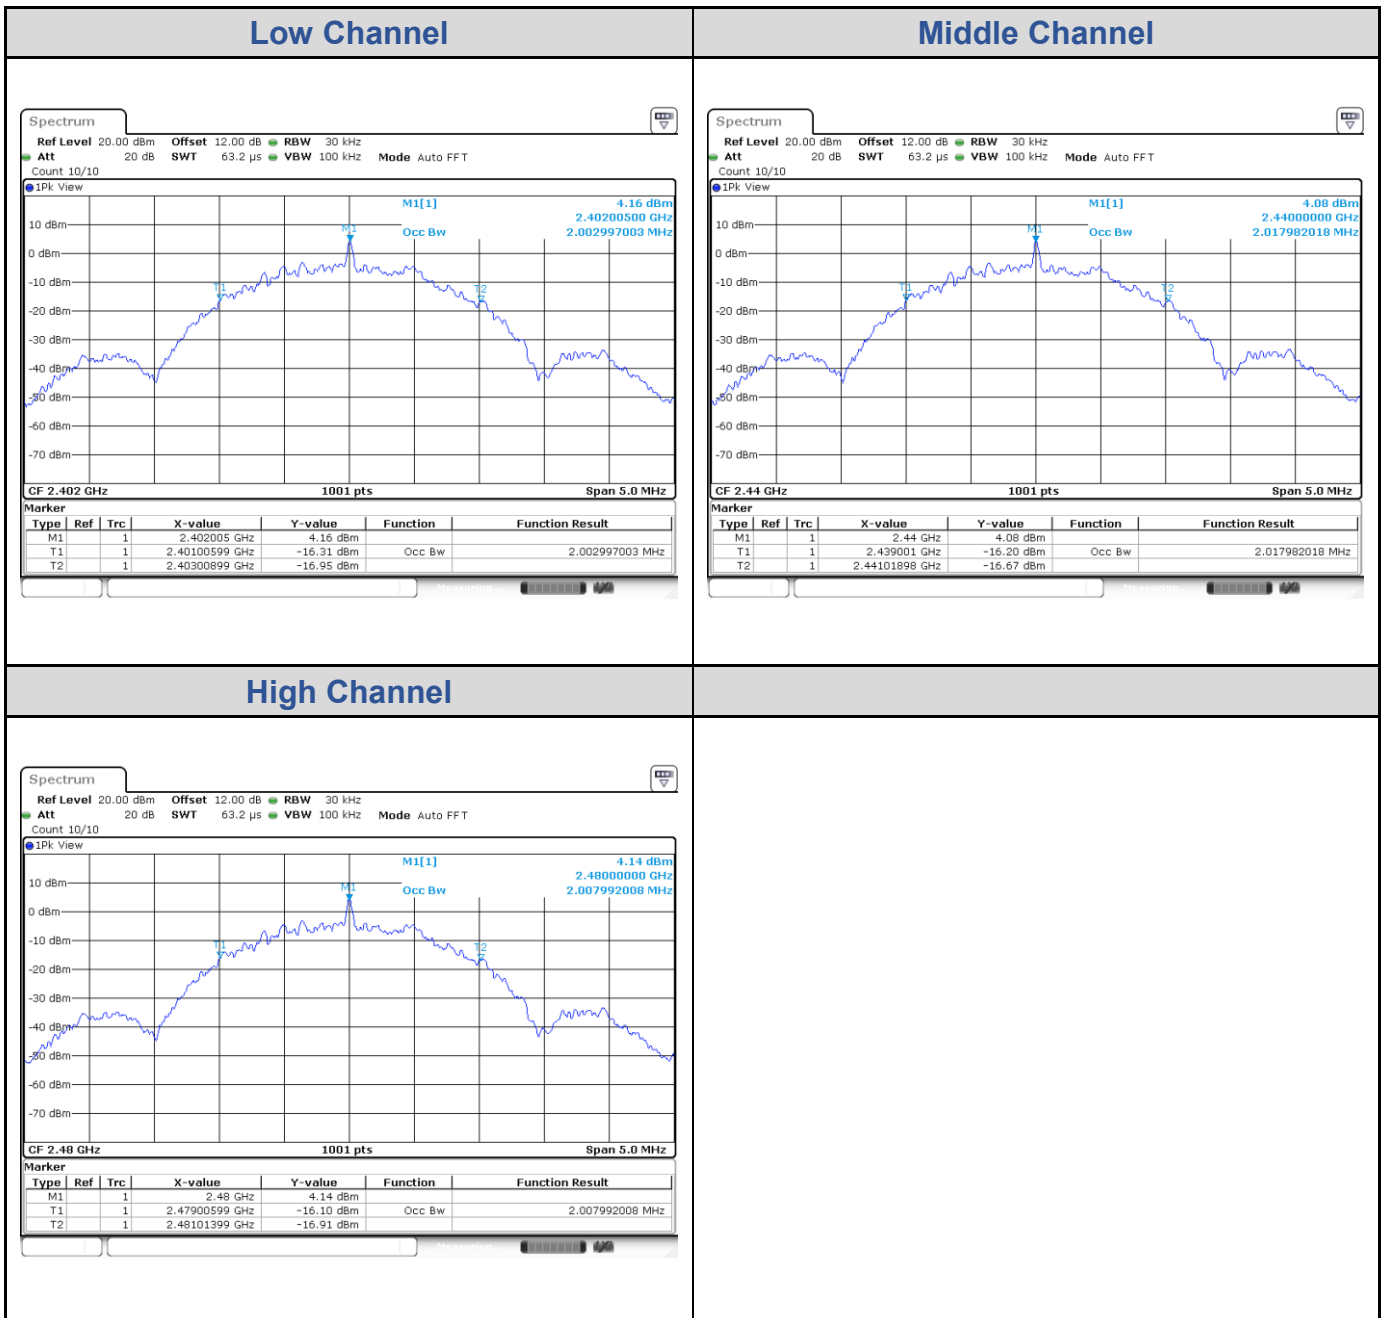 Low Channel
Middle Channel
Spectrum
Ref Level 20.00 dBm Offset 12.00 dB RBW 30 kHz
Att 20 dB SWT 63.2 µs VBW 100 kHz Mode Auto FFT
Count 10/10
1Pk View
M1[1] 4.16 dBm
2.40200500 GHz
Occ Bw 2.002997003 MHz
10 dBm
M1
0 dBm
-10 dBm
T1
T2
-20 dBm
-30 dBm
-40 dBm
-50 dBm
-60 dBm
-70 dBm
CF 2.402 GHz 1001 pts Span 5.0 MHz
Marker
Type Ref Trc X-value Y-value Function Function Result
M1 1 2.402005 GHz 4.16 dBm
T1 1 2.40100599 GHz -16.31 dBm Occ Bw 2.002997003 MHz
T2 1 2.40300899 GHz -16.95 dBm
Spectrum
Ref Level 20.00 dBm Offset 12.00 dB RBW 30 kHz
Att 20 dB SWT 63.2 µs VBW 100 kHz Mode Auto FFT
Count 10/10
1Pk View
M1[1] 4.08 dBm
2.44000000 GHz
Occ Bw 2.017982018 MHz
10 dBm
M1
0 dBm
-10 dBm
T1
T2
-20 dBm
-30 dBm
-40 dBm
-50 dBm
-60 dBm
-70 dBm
CF 2.44 GHz 1001 pts Span 5.0 MHz
Marker
Type Ref Trc X-value Y-value Function Function Result
M1 1 2.44 GHz 4.08 dBm
T1 1 2.439001 GHz -16.20 dBm Occ Bw 2.017982018 MHz
T2 1 2.44101898 GHz -16.67 dBm
High Channel
Spectrum
Ref Level 20.00 dBm Offset 12.00 dB RBW 30 kHz
Att 20 dB SWT 63.2 µs VBW 100 kHz Mode Auto FFT
Count 10/10
1Pk View
M1[1] 4.14 dBm
2.48000000 GHz
Occ Bw 2.007992008 MHz
10 dBm
M1
0 dBm
-10 dBm
T1
T2
-20 dBm
-30 dBm
-40 dBm
-50 dBm
-60 dBm
-70 dBm
CF 2.48 GHz 1001 pts Span 5.0 MHz
Marker
Type Ref Trc X-value Y-value Function Function Result
M1 1 2.48 GHz 4.14 dBm
T1 1 2.47900599 GHz -16.10 dBm Occ Bw 2.007992008 MHz
T2 1 2.48101399 GHz -16.91 dBm